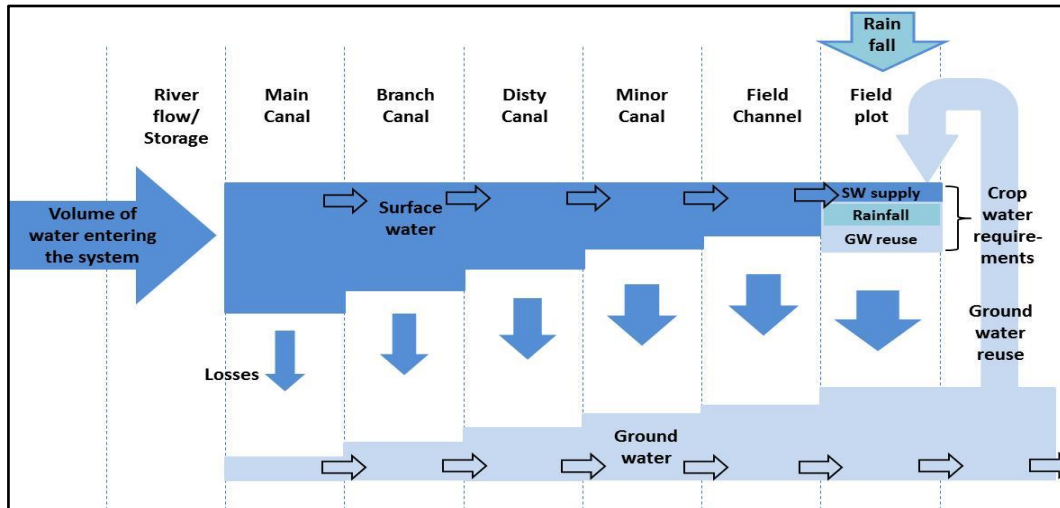 Rain
fall
River
flow/
Storage
Main
Canal
Branch
Canal
Disty
Canal
Minor
Canal
Field
Channel
Field
plot
Volume of
water entering
the system
Surface
water
SW supply
Rainfall
GW reuse
Crop
water
require-
ments
Losses
Ground
water
reuse
Ground
water